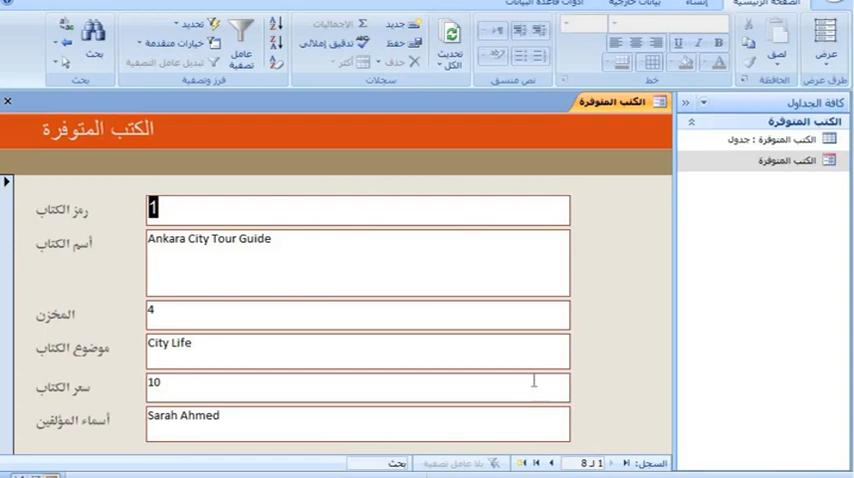 الصفحة الرئيسية
إنشاء
بيانات خارجية
أدوات قاعدة البيانات
عرض
طرق عرض
لصق
الحافظة
B I U
A
خط
نص منسق
تحديث
الكل
جديد
حفظ
حذف
الإجماليات
تدقيق إملائي
أكثر
سجلات
عامل
تصفية
تحديد
خيارات متقدمة
تبديل عامل التصفية
فرز وتصفية
بحث
بحث
كافة الجداول
الكتب المتوفرة
الكتب المتوفرة : جدول
الكتب المتوفرة
الكتب المتوفرة
الكتب المتوفرة
رمز الكتاب
1
أسم الكتاب
Ankara City Tour Guide
المخزن
4
موضوع الكتاب
City Life
سعر الكتاب
10
أسماء المؤلفين
Sarah Ahmed
السجل:
1 لـ 8
بلا عامل تصفية
بحث